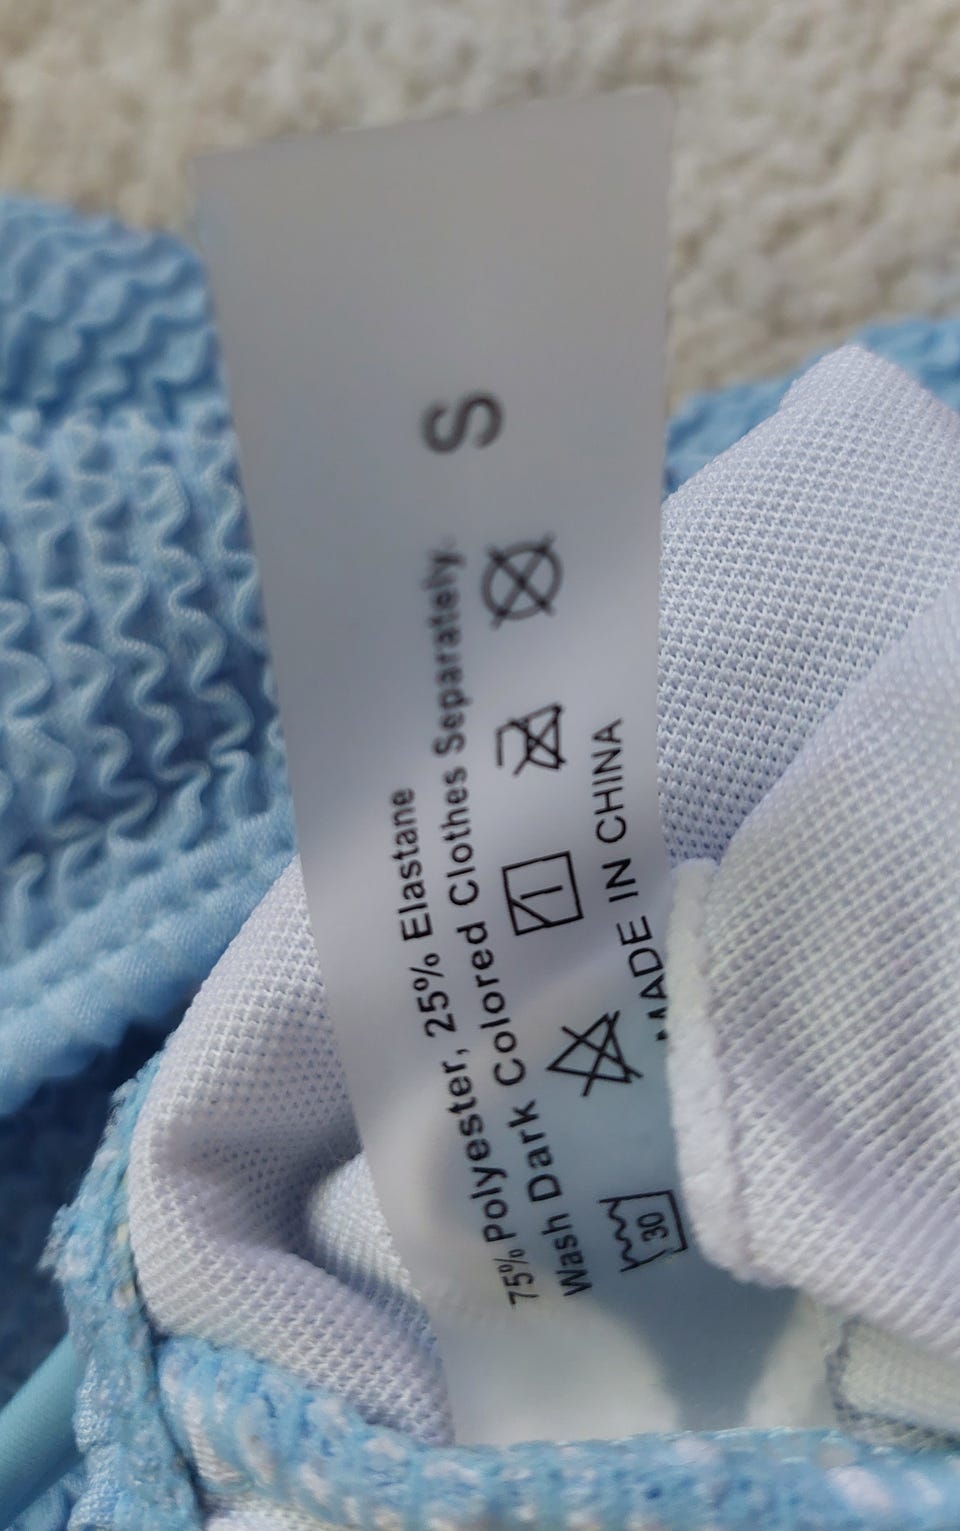 S
75% Polyester, 25% Elastane
Wash Dark Colored Clothes Separately.
30
MADE IN CHINA